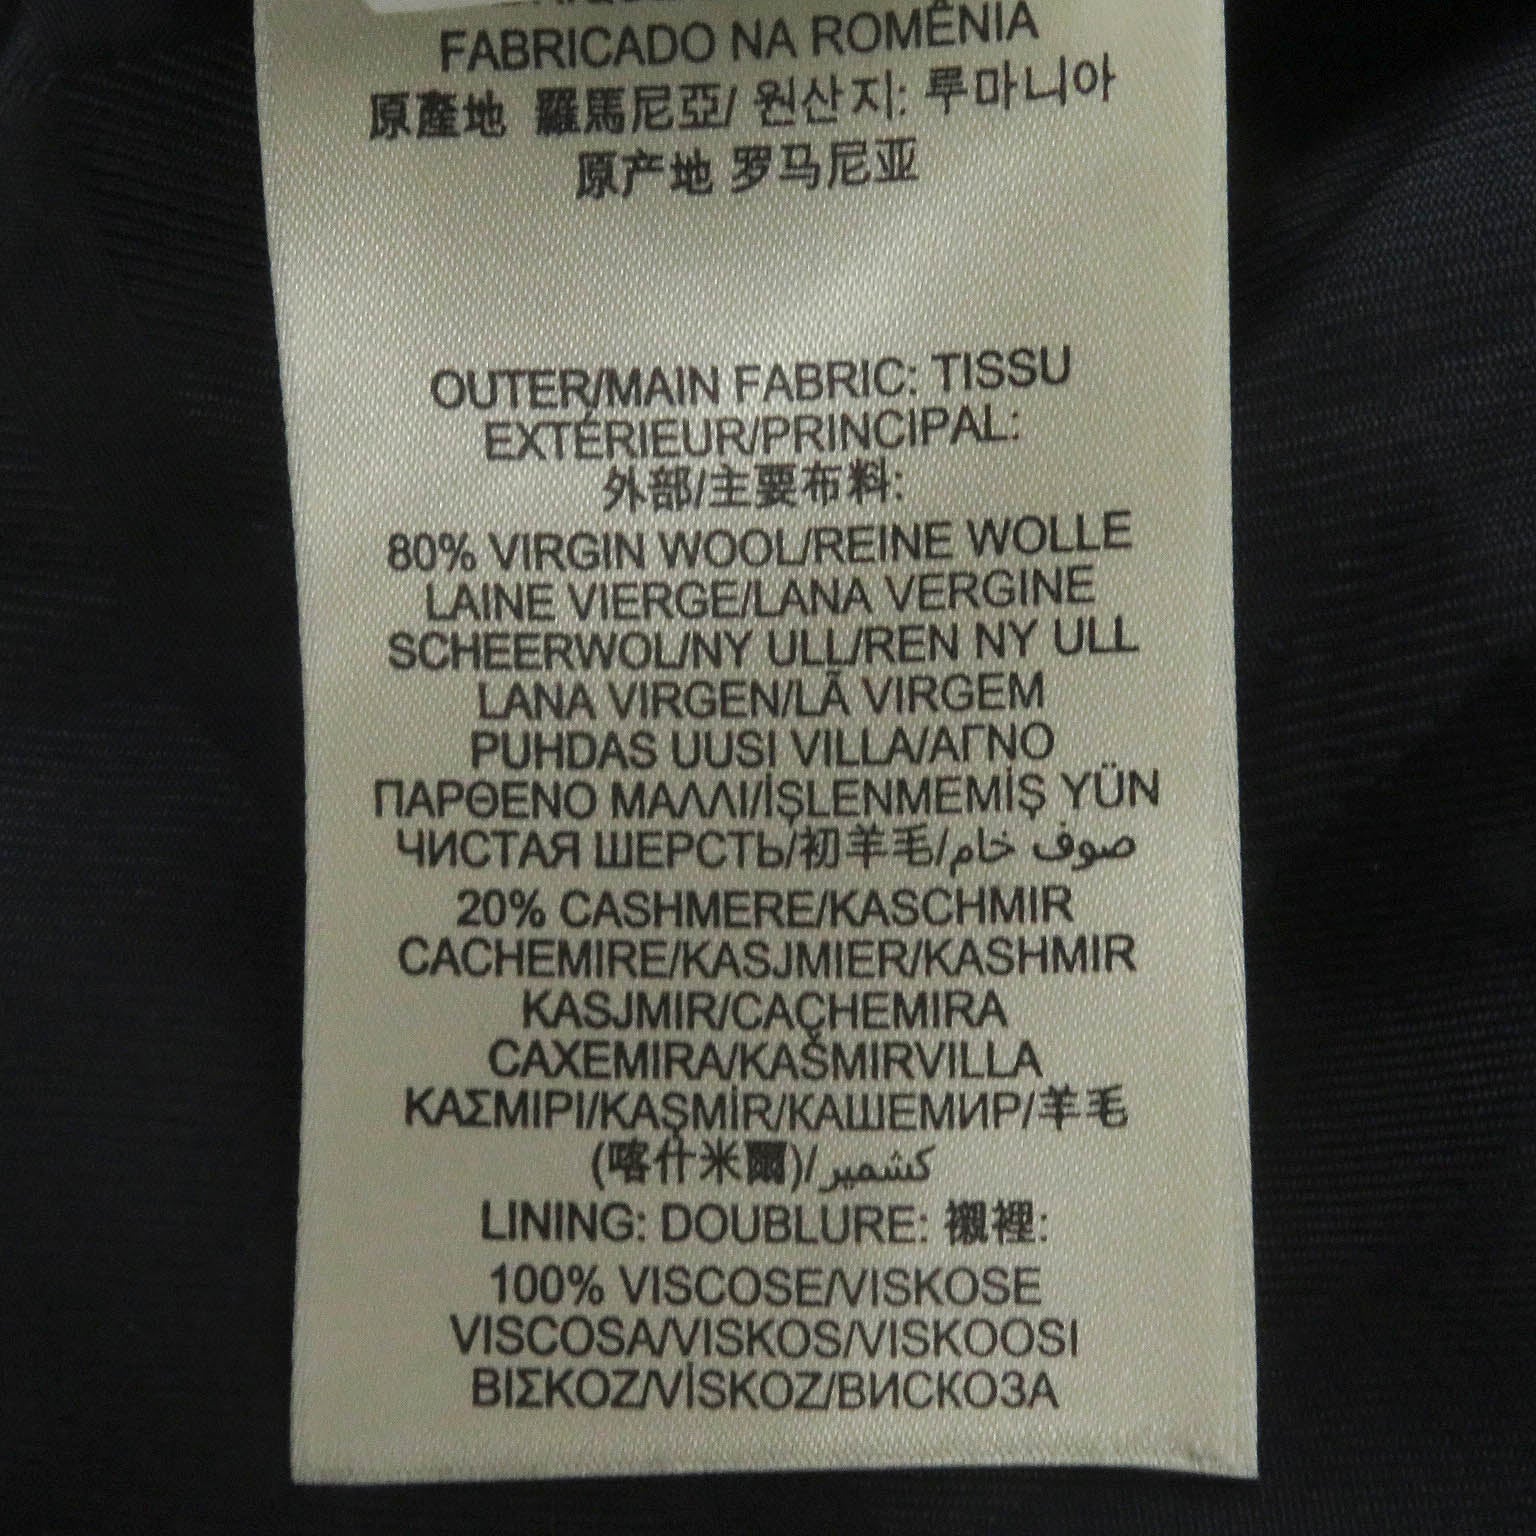 FABRICADO NA ROMÊNIA
原產地 羅馬尼亞/ 원산지: 루마니아
原产地 罗马尼亚
OUTER/MAIN FABRIC: TISSU
EXTÉRIEUR/PRINCIPAL:
外部/主要布料:
80% VIRGIN WOOL/REINE WOLLE
LAINE VIERGE/LANA VERGINE
SCHEERWOL/NY ULL/REN NY ULL
LANA VIRGEN/LÃ VIRGEM
PUHDAS UUSI VILLA/ΑΓΝΟ
ΠΑΡΘΕΝΟ ΜΑΛΛΙ/İŞLENMEMİŞ YÜN
ЧИСТАЯ ШЕРСТЬ/初羊毛/صوف خام
20% CASHMERE/KASCHMIR
CACHEMIRE/KASJMIER/KASHMIR
KASJMIR/CAÇHEMIRA
CAXEMIRA/KAŠMIRVILLA
ΚΑΣΜΙΡΙ/KAŞMİR/КАШЕМИР/羊毛
(喀什米爾)/كشمير
LINING: DOUBLURE: 襯裡:
100% VISCOSE/VISKOSE
VISCOSA/VISKOS/VISKOOSI
ΒΙΣΚΟΖ/VİSKOZ/ВИСКОЗА